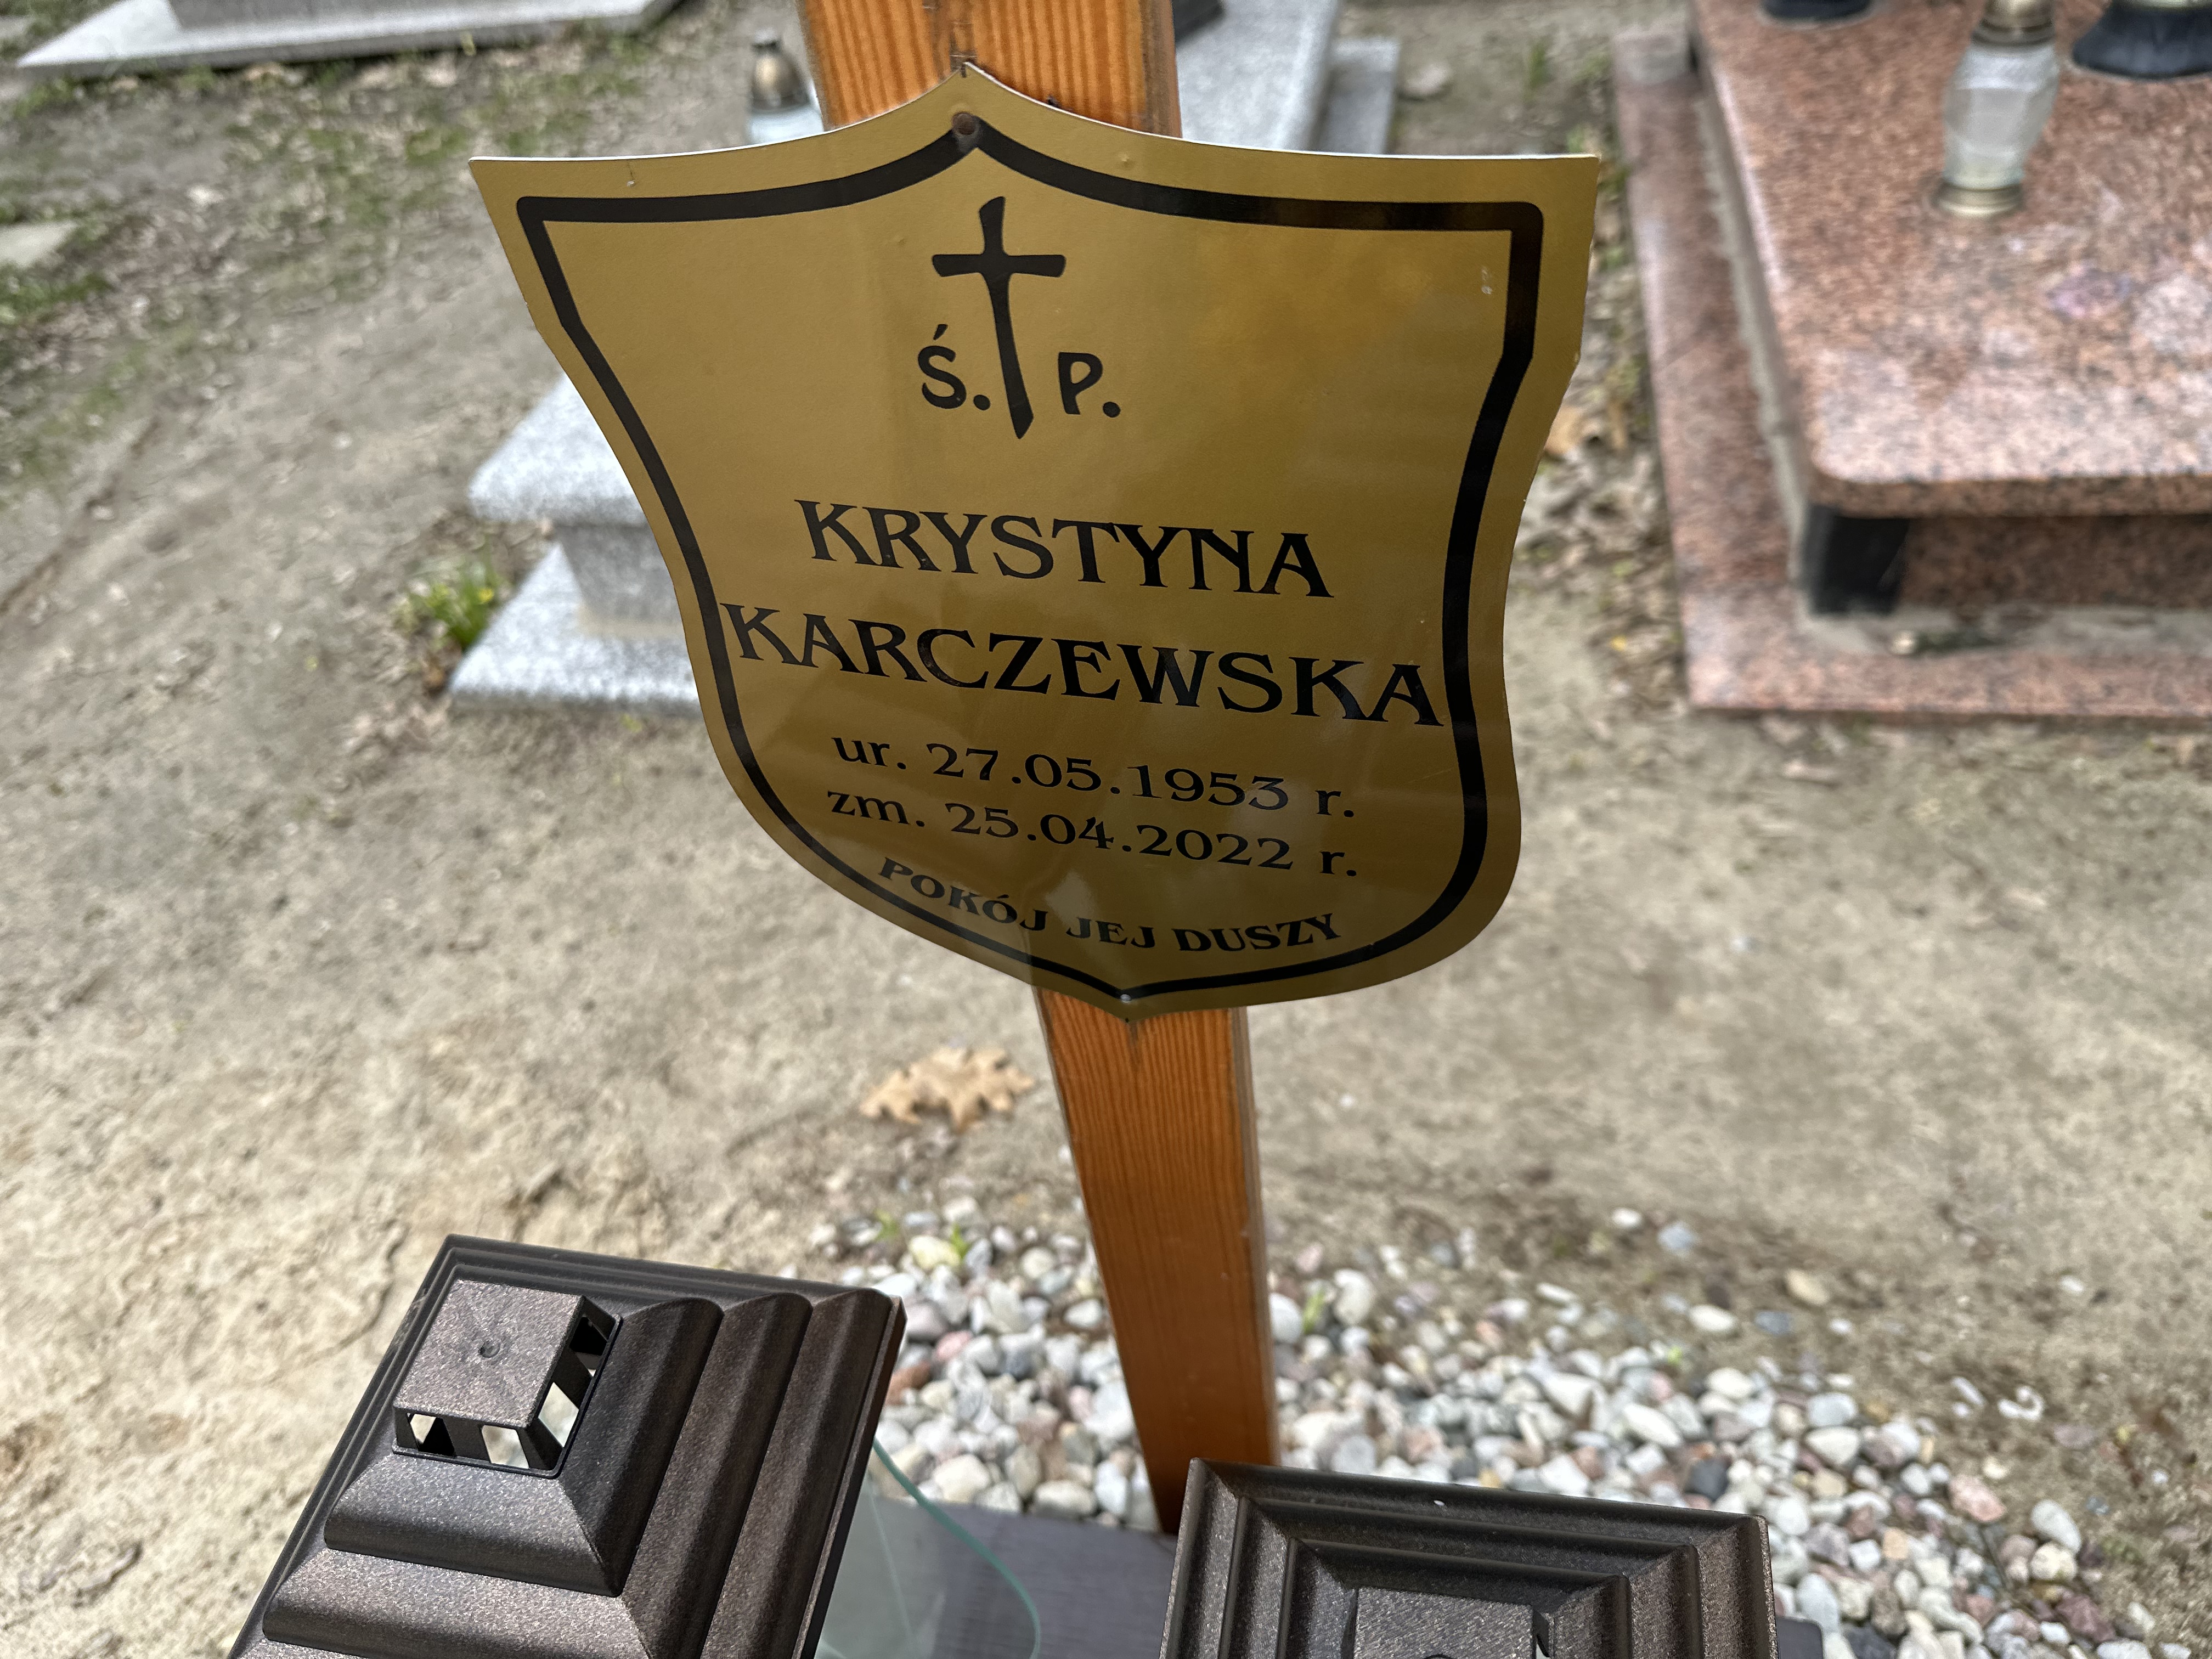 Ś. P.
KRYSTYNA
KARCZEWSKA
ur. 27.05.1953 r.
zm. 25.04.2022 r.
POKÓJ JEJ DUSZY